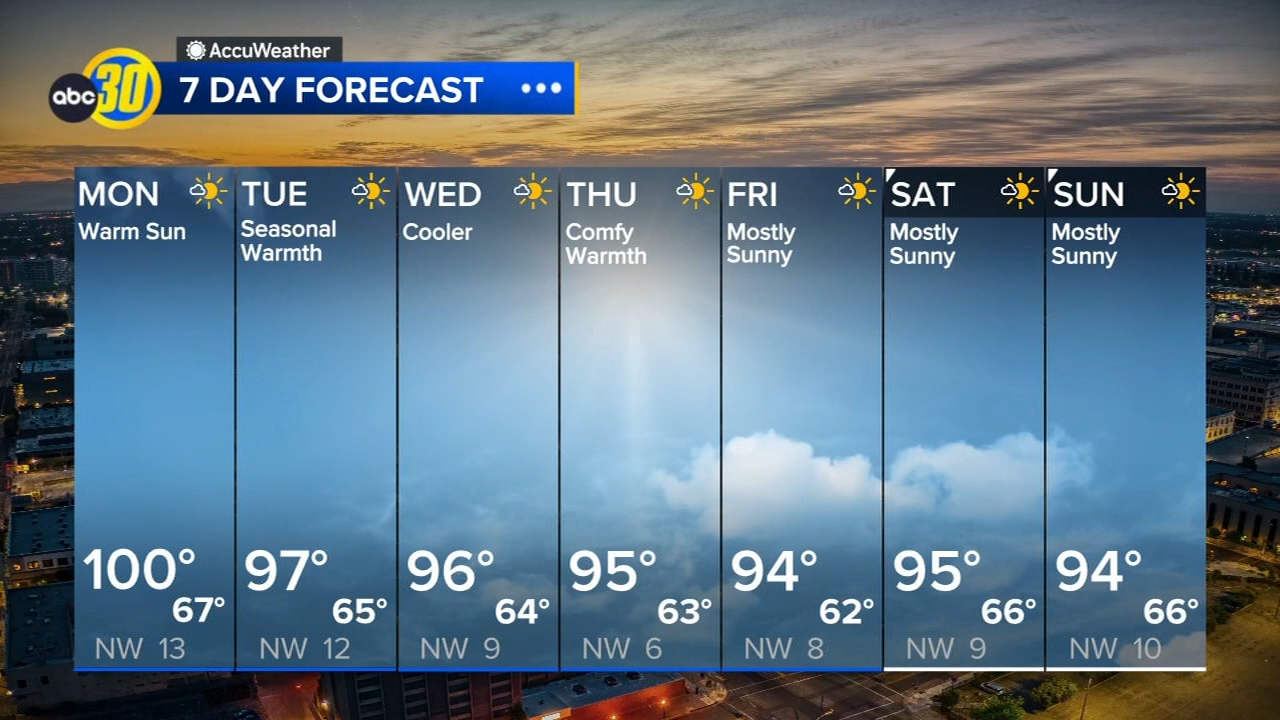 AccuWeather
abc 30
7 DAY FORECAST
MON
Warm Sun
100°
67°
NW 13
TUE
Seasonal
Warmth
97°
65°
NW 12
WED
Cooler
96°
64°
NW 9
THU
Comfy
Warmth
95°
63°
NW 6
FRI
Mostly
Sunny
94°
62°
NW 8
SAT
Mostly
Sunny
95°
66°
NW 9
SUN
Mostly
Sunny
94°
66°
NW 10